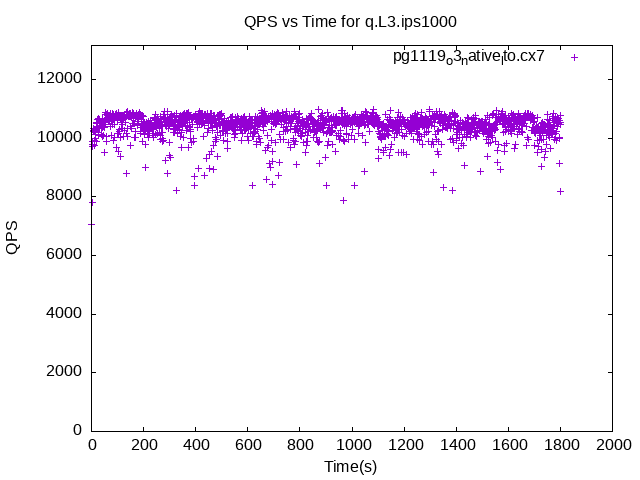 QPS vs Time for q.L3.ips1000
pg1119o3native_lto.cx7
12000
10000
8000
6000
4000
2000
0
QPS
0 200 400 600 800 1000 1200 1400 1600 1800 2000
Time(s)